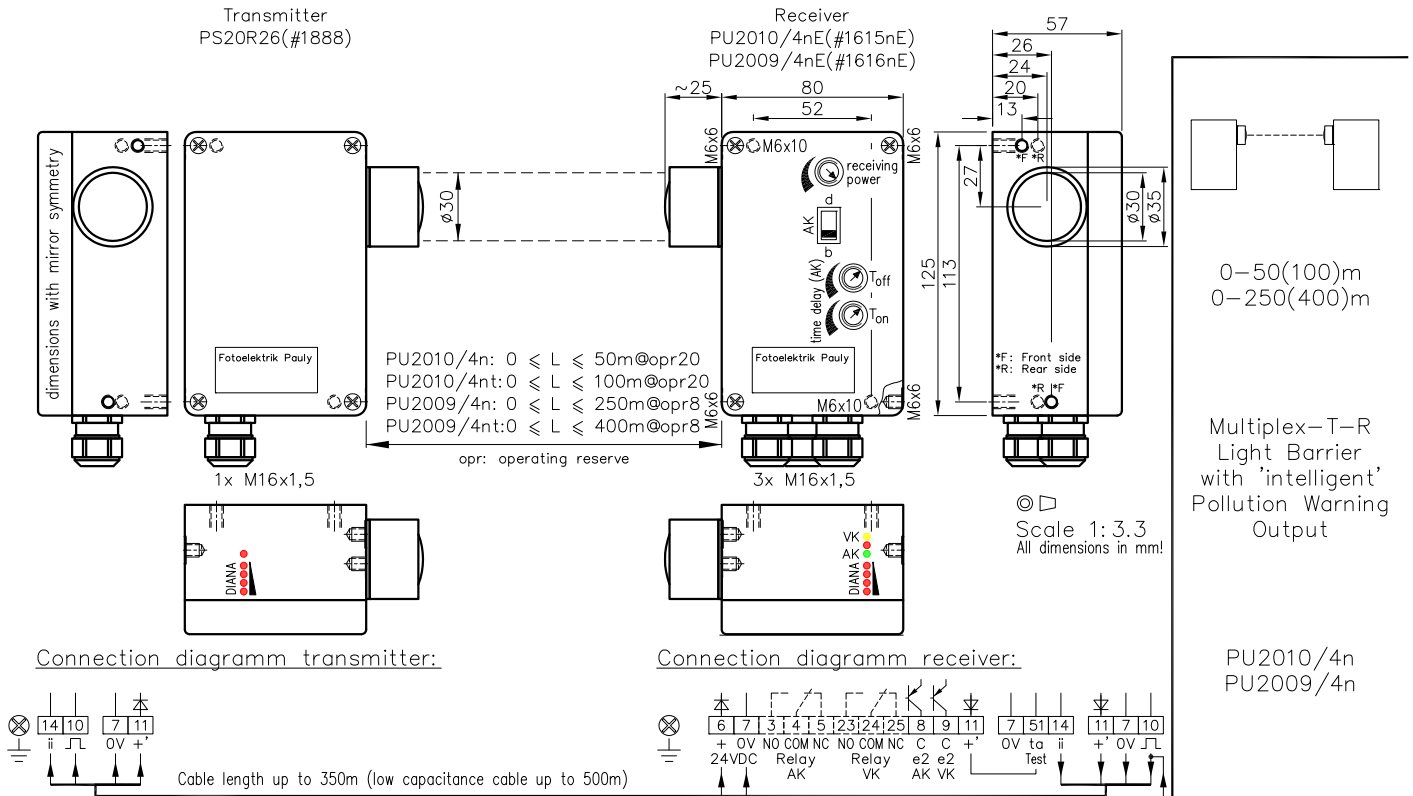 Transmitter
PS20R26(#1888)
Receiver
PU2010/4nE(#1615nE)
PU2009/4nE(#1616nE)
~25
80
52
57
26
24
20
13
dimensions with mirror symmetry
Fotoelektrik Pauly
ø30
PU2010/4n: 0 ≤ L ≤ 50m@opr20
PU2010/4nt:0 ≤ L ≤ 100m@opr20
PU2009/4n: 0 ≤ L ≤ 250m@opr8
PU2009/4nt:0 ≤ L ≤ 400m@opr8
opr: operating reserve
M6x6
M6x10
M6x6
receiving
power
d
AK
b
time delay (AK)
Toff
Ton
Fotoelektrik Pauly
M6x6
M6x10
M6x6
125
113
27
*F *R
ø30
ø35
*F: Front side
*R: Rear side
*R *F
1x M16x1,5
3x M16x1,5
DIANA
VK
AK
DIANA
Scale 1:3.3
All dimensions in mm!
0-50(100)m
0-250(400)m
Multiplex-T-R
Light Barrier
with 'intelligent'
Pollution Warning
Output
PU2010/4n
PU2009/4n
Connection diagramm transmitter:
14 10 7 11
ii 0V +'
Cable length up to 350m (low capacitance cable up to 500m)
Connection diagramm receiver:
6 7 3 4 5 23 24 25 8 9 11 7 51 14 11 7 10
+ 0V NO COM NC NO COM NC C C +' 0V ta ii +' 0V
24VDC Relay Relay e2 e2 Test
AK VK AK VK